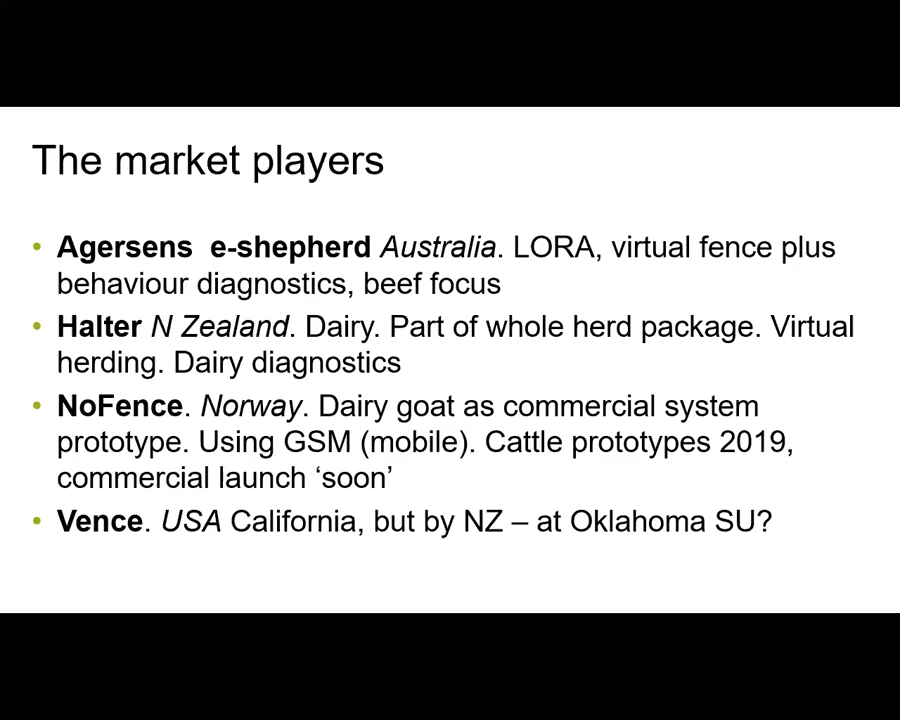 The market players
• Agersens  e-shepherd Australia. LORA, virtual fence plus
behaviour diagnostics, beef focus
• Halter N Zealand. Dairy. Part of whole herd package. Virtual
herding. Dairy diagnostics
• NoFence. Norway. Dairy goat as commercial system
prototype. Using GSM (mobile). Cattle prototypes 2019,
commercial launch ‘soon’
• Vence. USA California, but by NZ – at Oklahoma SU?